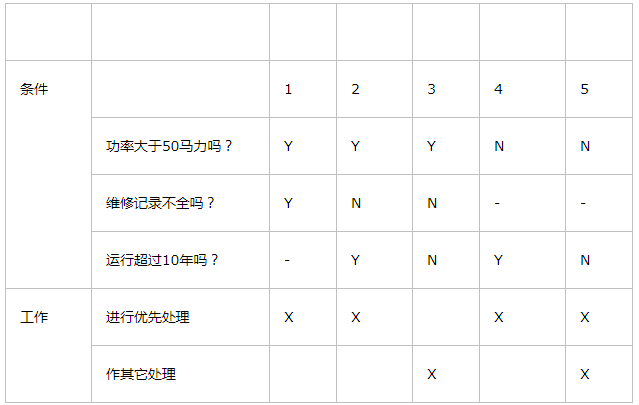 条件 1 2 3 4 5
功率大于50马力吗？ Y Y Y N N
维修记录不全吗？ Y N N - -
运行超过10年吗？ - Y N Y N
工作 进行优先处理 X X X X
作其它处理 X X